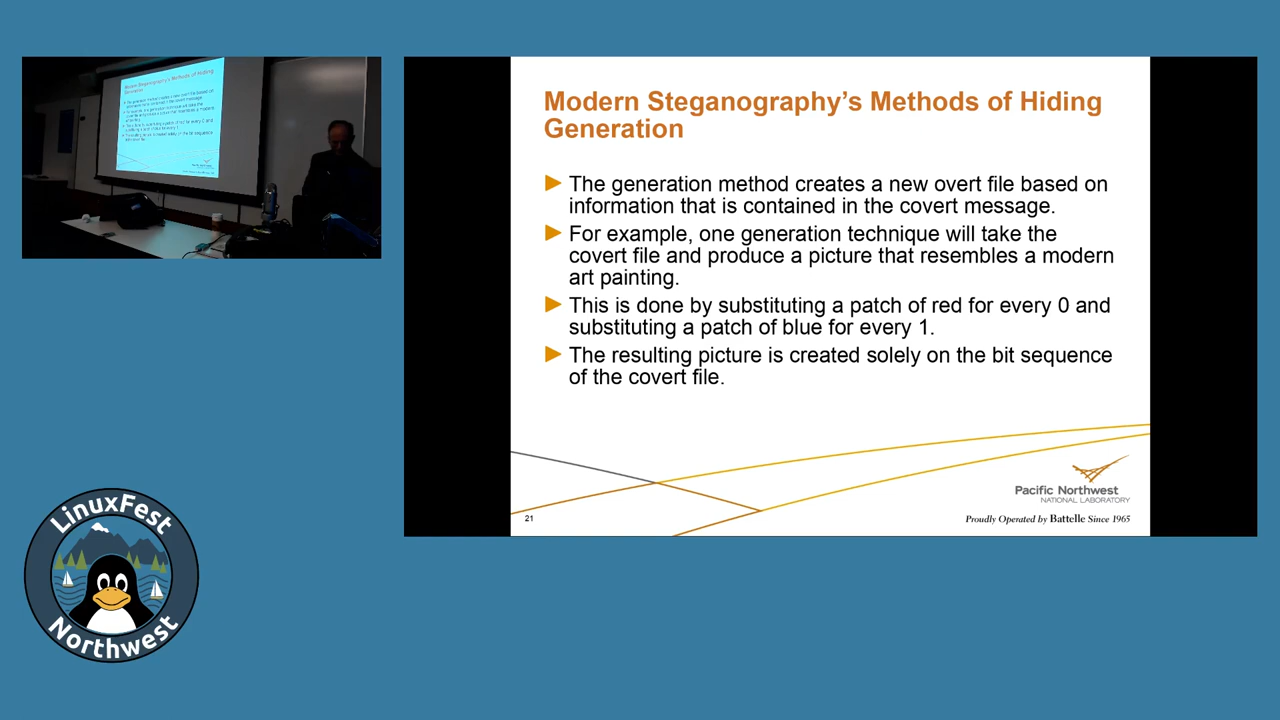 Modern Steganography's Methods of Hiding
Generation
The generation method creates a new overt file based on
information that is contained in the covert message.
For example, one generation technique will take the
covert file and produce a picture that resembles a modern
art painting.
This is done by substituting a patch of red for every 0 and
substituting a patch of blue for every 1.
The resulting picture is created solely on the bit sequence
of the covert file.
Pacific Northwest
NATIONAL LABORATORY
21
Proudly Operated by Battelle Since 1965
LinuxFest
Northwest